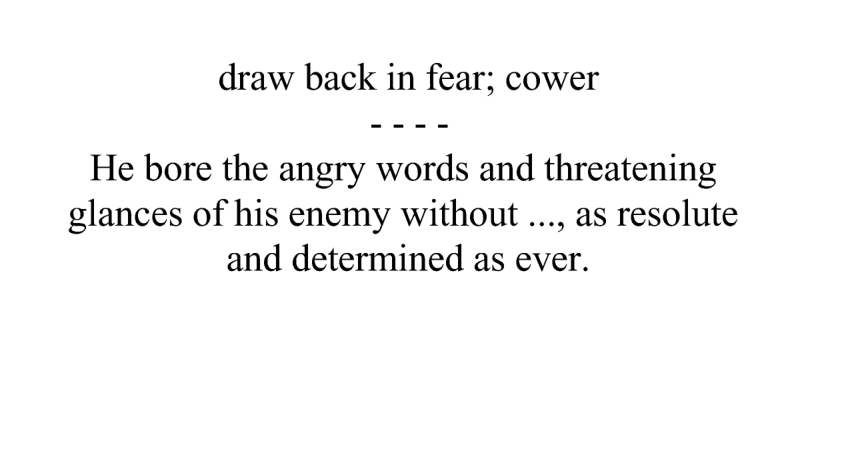 draw back in fear; cower
- - - -
He bore the angry words and threatening
glances of his enemy without ..., as resolute
and determined as ever.